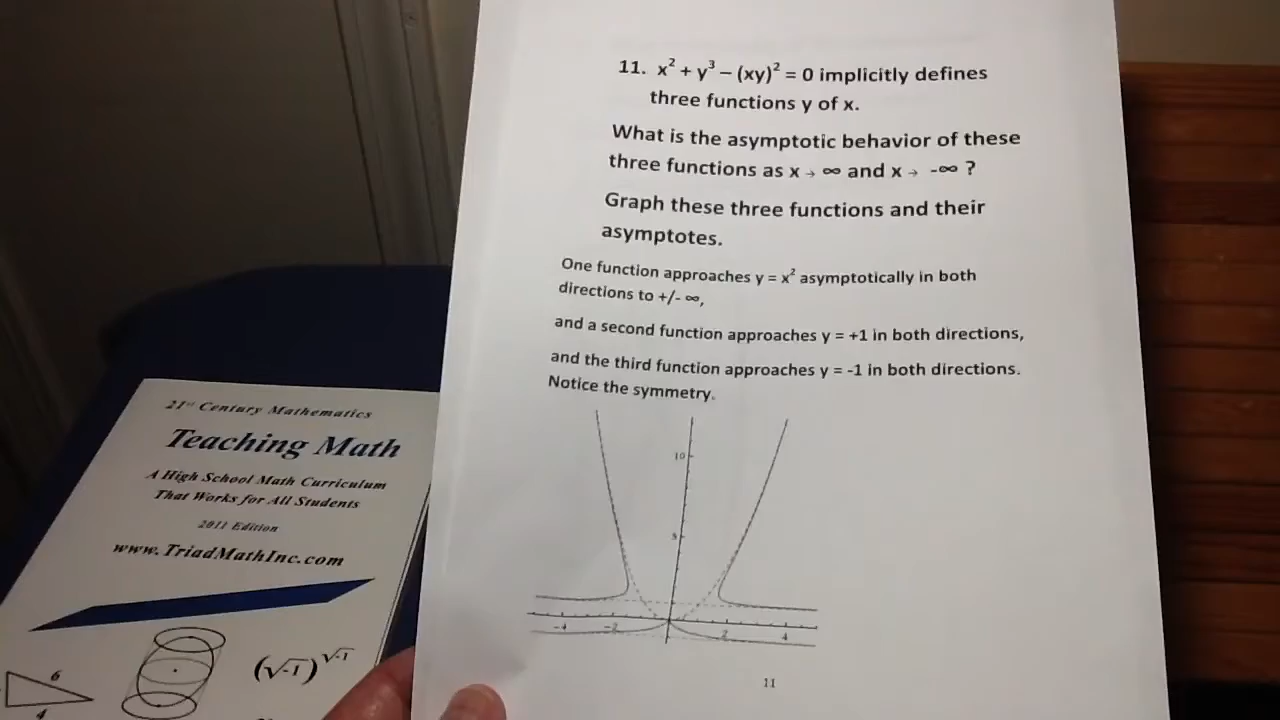 11. x² + y³ – (xy)² = 0 implicitly defines
three functions y of x.
What is the asymptotic behavior of these
three functions as x → ∞ and x → -∞ ?
Graph these three functions and their
asymptotes.
One function approaches y = x² asymptotically in both
directions to +/- ∞,
and a second function approaches y = +1 in both directions,
and the third function approaches y = -1 in both directions.
Notice the symmetry.
10
5
-4 -2 2 4
11
21st Century Mathematics
Teaching Math
A High School Math Curriculum
That Works for All Students
2011 Edition
www.TriadMathInc.com
6
4
(√-1)^√-1